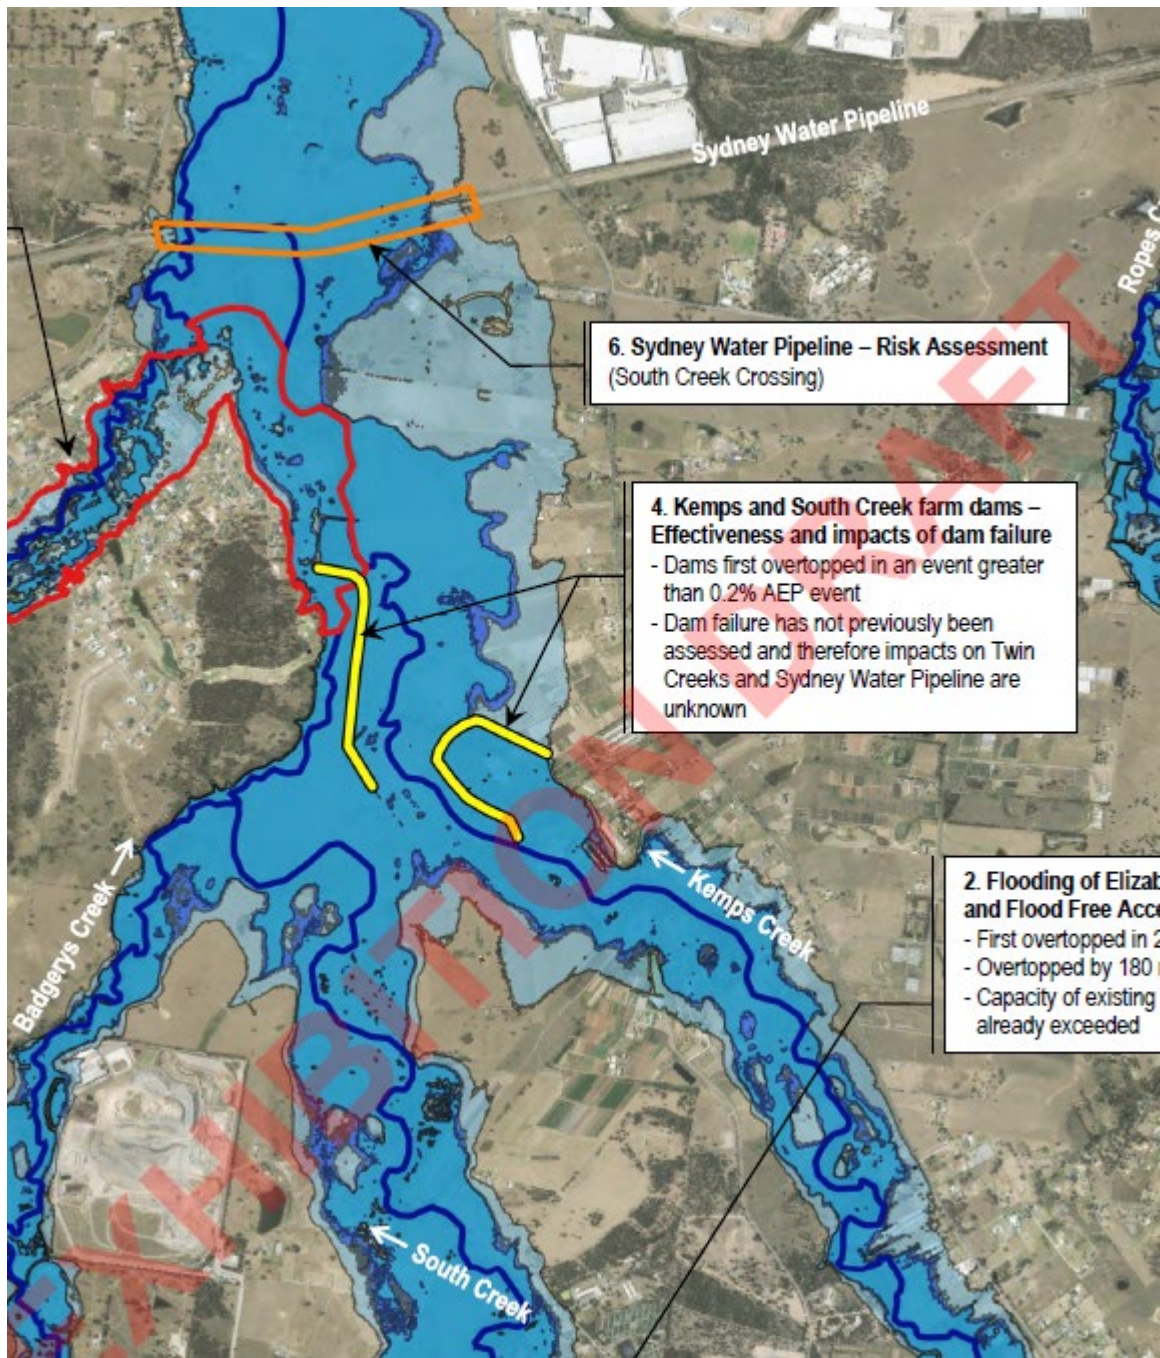 Sydney Water Pipeline
Ropes
6. Sydney Water Pipeline – Risk Assessment
(South Creek Crossing)
4. Kemps and South Creek farm dams –
Effectiveness and impacts of dam failure
- Dams first overtopped in an event greater
than 0.2% AEP event
- Dam failure has not previously been
assessed and therefore impacts on Twin
Creeks and Sydney Water Pipeline are
unknown
Badgerys Creek
Kemps Creek
2. Flooding of
and Flood Free
- First overtopped in
- Overtopped by 180
- Capacity of existing
already exceeded
South Creek
EXHIBITION DRAFT